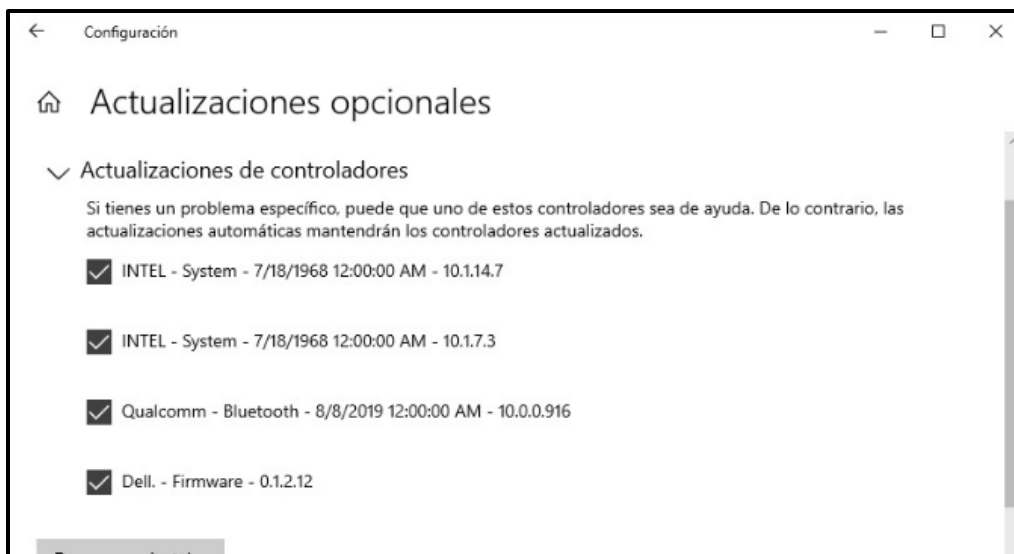 Configuración
Actualizaciones opcionales
Actualizaciones de controladores
Si tienes un problema específico, puede que uno de estos controladores sea de ayuda. De lo contrario, las
actualizaciones automáticas mantendrán los controladores actualizados.
INTEL - System - 7/18/1968 12:00:00 AM - 10.1.14.7
INTEL - System - 7/18/1968 12:00:00 AM - 10.1.7.3
Qualcomm - Bluetooth - 8/8/2019 12:00:00 AM - 10.0.0.916
Dell. - Firmware - 0.1.2.12